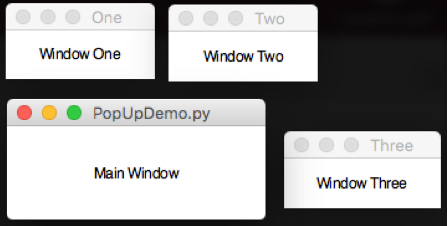 One
Window One
Two
Window Two
PopUpDemo.py
Main Window
Three
Window Three